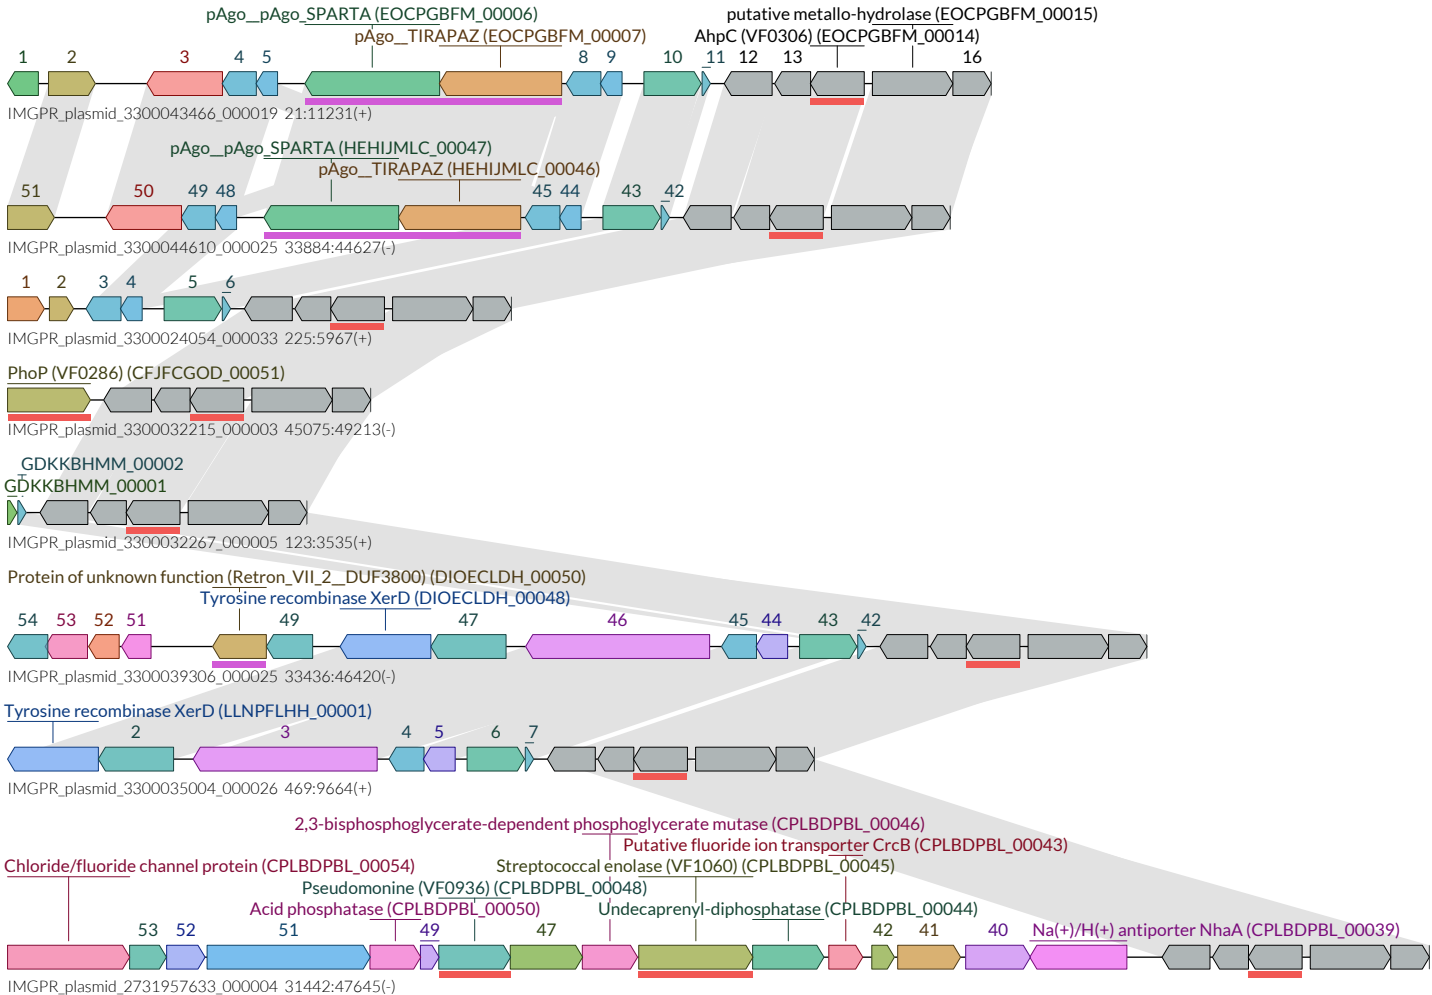 pAgo__pAgo_SPARTA (EOCPGBFM_00006) putative metallo-hydrolase (EOCPGBFM_00015)
pAgo__TIRAPAZ (EOCPGBFM_00007) AhpC (VF0306) (EOCPGBFM_00014)
1 2 3 4 5 8 9 10 11 12 13 16
IMGPR_plasmid_3300043466_000019 21:11231(+)
pAgo__pAgo_SPARTA (HEHIJMLC_00047)
pAgo__TIRAPAZ (HEHIJMLC_00046)
51 50 49 48 45 44 43 42
IMGPR_plasmid_3300044610_000025 33884:44627(-)
1 2 3 4 5 6
IMGPR_plasmid_3300024054_000033 225:5967(+)
PhoP (VF0286) (CFJFCGOD_00051)
IMGPR_plasmid_3300032215_000003 45075:49213(-)
GDKKBHMM_00002
GDKKBHMM_00001
IMGPR_plasmid_3300032267_000005 123:3535(+)
Protein of unknown function (Retron_VII_2__DUF3800) (DIOECLDH_00050)
Tyrosine recombinase XerD (DIOECLDH_00048)
54 53 52 51 49 47 46 45 44 43 42
IMGPR_plasmid_3300039306_000025 33436:46420(-)
Tyrosine recombinase XerD (LLNPFLHH_00001)
2 3 4 5 6 7
IMGPR_plasmid_3300035004_000026 469:9664(+)
2,3-bisphosphoglycerate-dependent phosphoglycerate mutase (CPLBDPBL_00046)
Putative fluoride ion transporter CrcB (CPLBDPBL_00043)
Chloride/fluoride channel protein (CPLBDPBL_00054) Streptococcal enolase (VF1060) (CPLBDPBL_00045)
Pseudomonine (VF0936) (CPLBDPBL_00048)
Acid phosphatase (CPLBDPBL_00050) Undecaprenyl-diphosphatase (CPLBDPBL_00044)
53 52 51 49 47 42 41 40 Na(+)/H(+) antiporter NhaA (CPLBDPBL_00039)
IMGPR_plasmid_2731957633_000004 31442:47645(-)